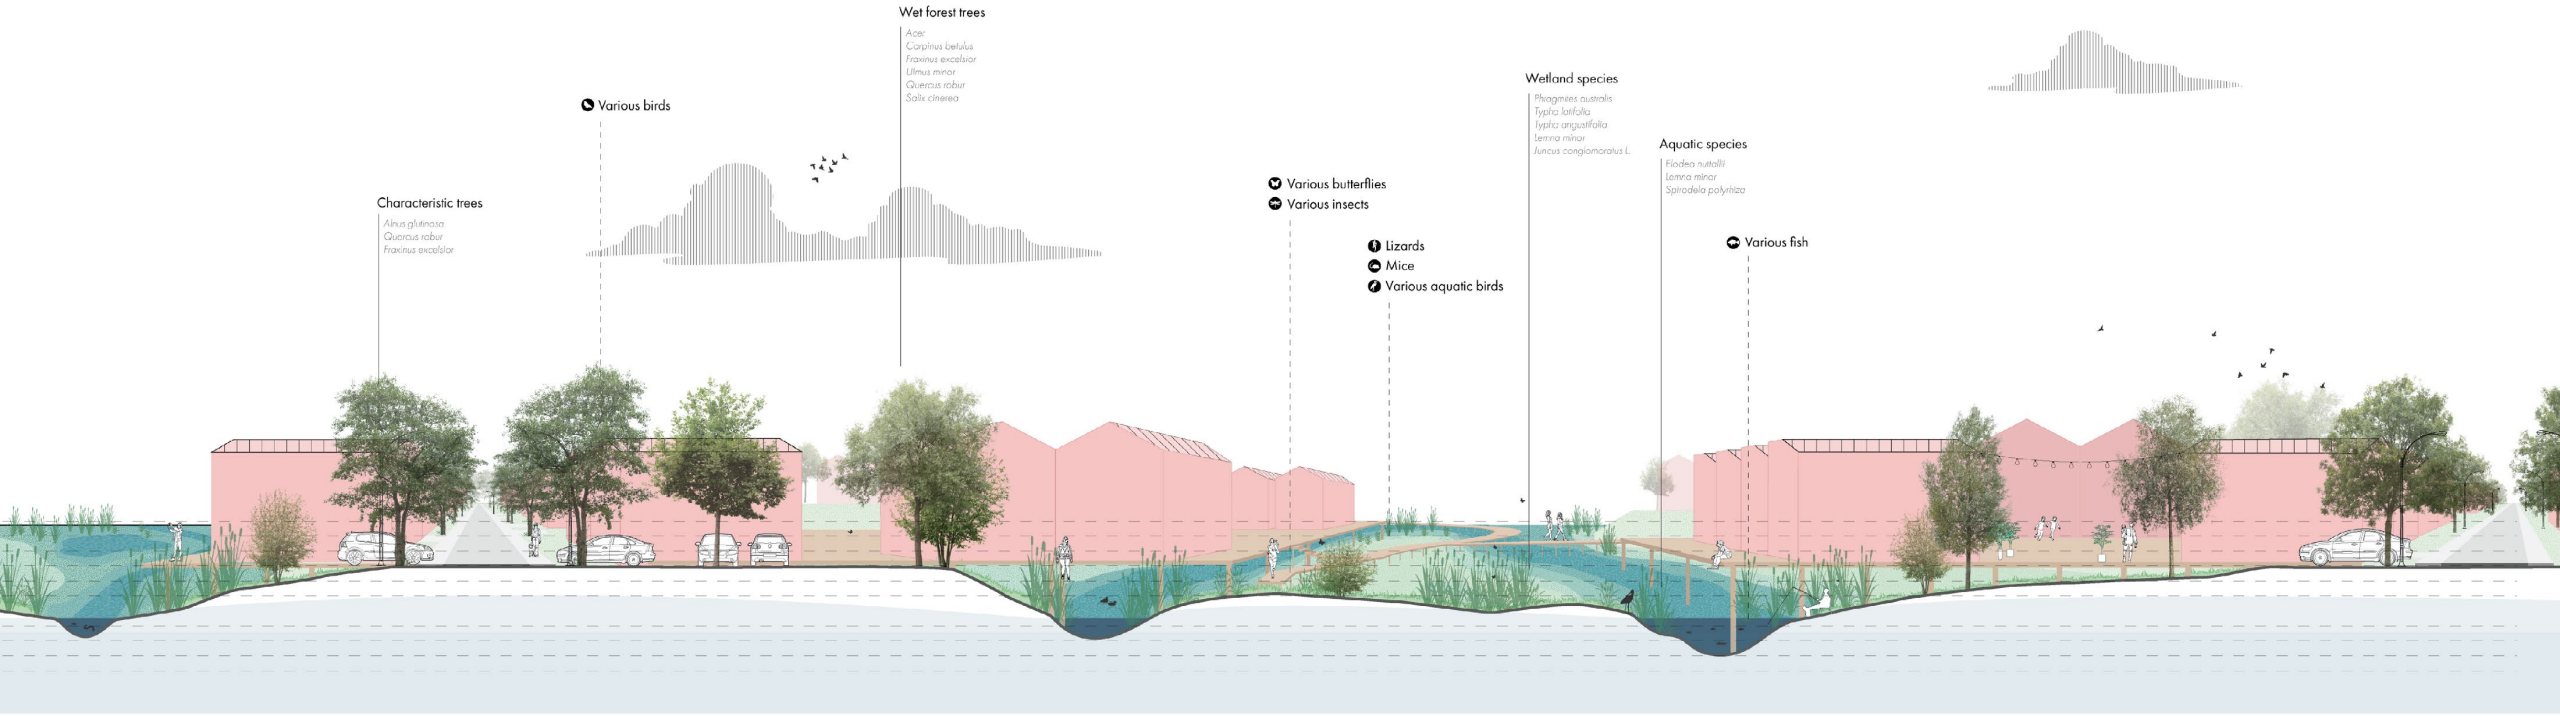 Wet forest trees
Acer
Carpinus betulus
Fraxinus excelsior
Ulmus minor
Quercus robur
Salix cinerea
Various birds
Characteristic trees
Alnus glutinosa
Quercus robur
Fraxinus excelsior
Various butterflies
Various insects
Lizards
Mice
Various aquatic birds
Wetland species
Phragmites australis
Typha latifolia
Typha angustifolia
Lemna minor
Juncus conglomoratus L.
Aquatic species
Elodea nuttallii
Lemna minor
Spirodela polyrhiza
Various fish